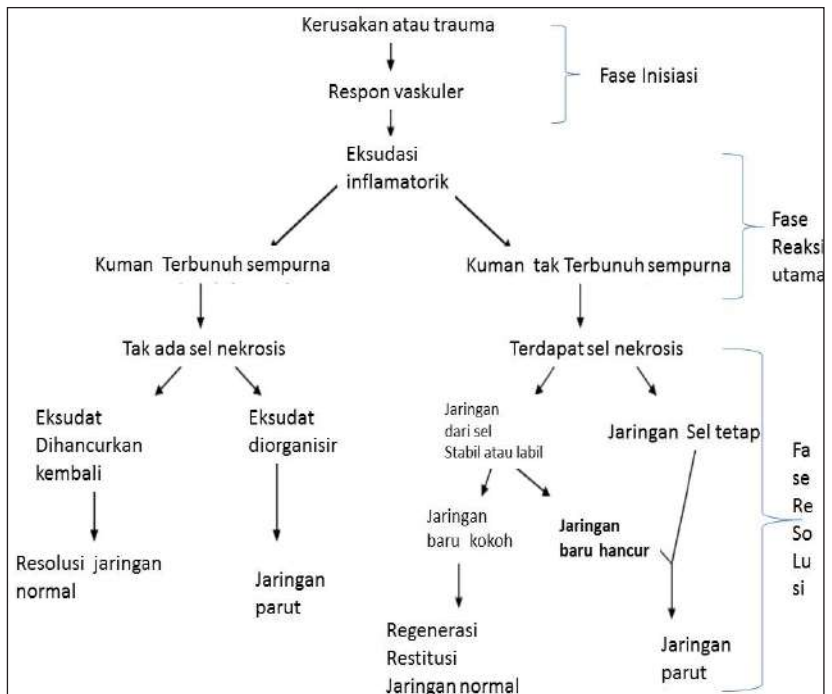 Kerusakan atau trauma
Fase Inisiasi
Respon vaskuler
Eksudasi
inflamatorik
Fase
Reaksi
utama
Kuman Terbunuh sempurna
Kuman tak Terbunuh sempurna
Tak ada sel nekrosis
Terdapat sel nekrosis
Eksudat
Dihancurkan
kembali
Eksudat
diorganisir
Jaringan
dari sel
Stabil atau labil
Jaringan Sel tetap
Fa
se
Re
So
Lu
si
Jaringan
baru kokoh
Jaringan
baru hancur
Resolusi jaringan
normal
Jaringan
parut
Regenerasi
Restitusi
Jaringan normal
Jaringan
parut